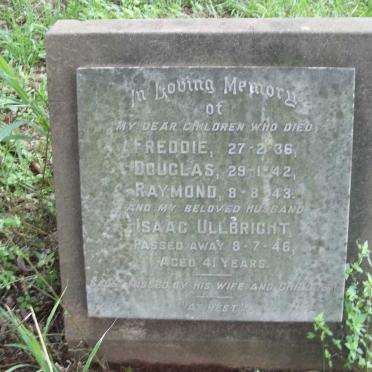 In Loving Memory
of
MY DEAR CHILDREN WHO DIED
FREDDIE, 27-2-36,
DOUGLAS, 29-1-42,
RAYMOND, 8-8-43.
AND MY BELOVED HUSBAND
ISAAC ULLBRIGHT,
PASSED AWAY 8-7-46,
AGED 41 YEARS.
BY HIS WIFE AND CHILDREN
"AT REST"